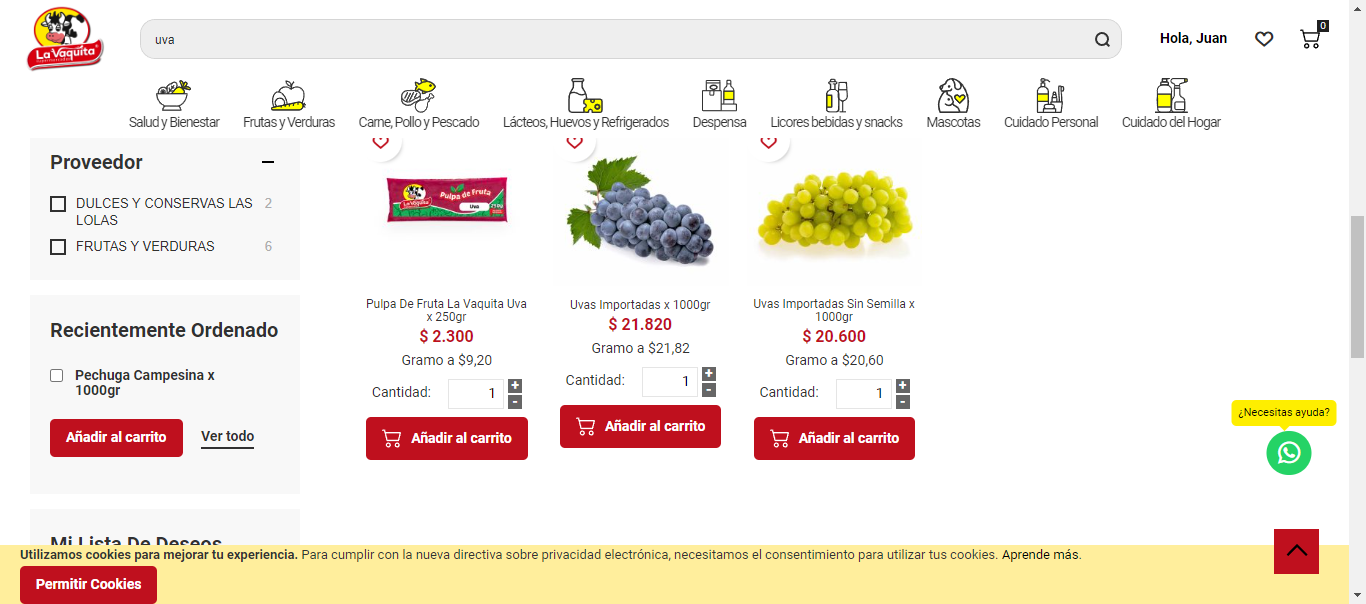 La Vaquita
uva
Hola, Juan
0
Salud y Bienestar
Frutas y Verduras
Carne, Pollo y Pescado
Lácteos, Huevos y Refrigerados
Despensa
Licores bebidas y snacks
Mascotas
Cuidado Personal
Cuidado del Hogar
Proveedor
DULCES Y CONSERVAS LAS 2
LOLAS
FRUTAS Y VERDURAS 6
Recientemente Ordenado
Pechuga Campesina x
1000gr
Añadir al carrito
Ver todo
Mi Lista De Deseos
La Vaquita
Pulpa de Fruta
Uva
250g
Pulpa De Fruta La Vaquita Uva
x 250gr
$ 2.300
Gramo a $9,20
Cantidad: 1 + -
Añadir al carrito
Uvas Importadas x 1000gr
$ 21.820
Gramo a $21,82
Cantidad: 1 + -
Añadir al carrito
Uvas Importadas Sin Semilla x
1000gr
$ 20.600
Gramo a $20,60
Cantidad: 1 + -
Añadir al carrito
¿Necesitas ayuda?
Utilizamos cookies para mejorar tu experiencia. Para cumplir con la nueva directiva sobre privacidad electrónica, necesitamos el consentimiento para utilizar tus cookies. Aprende más.
Permitir Cookies